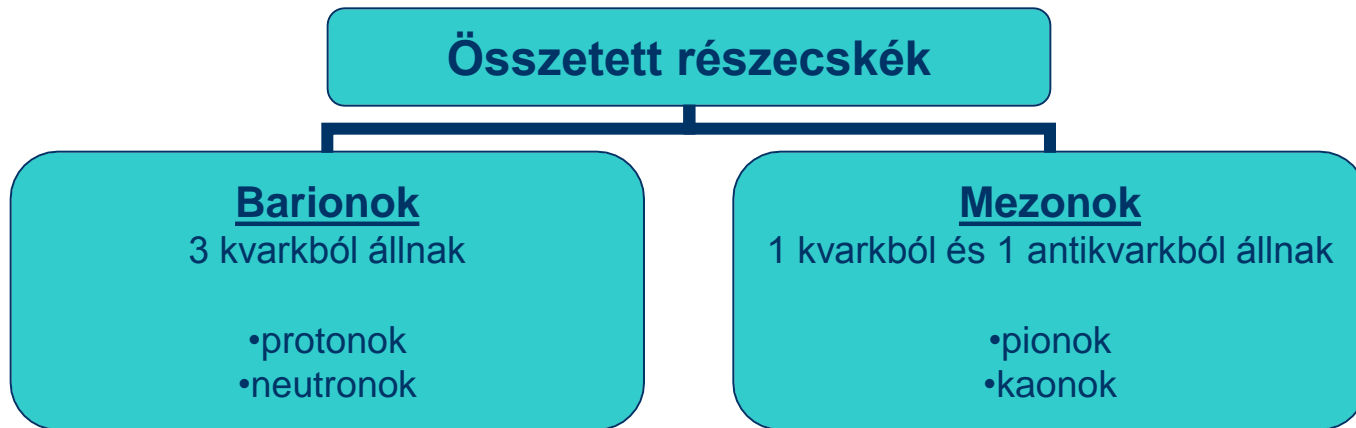 Összetett részecskék
Barionok
3 kvarkból állnak
•protonok
•neutronok
Mezonok
1 kvarkból és 1 antikvarkból állnak
•pionok
•kaonok